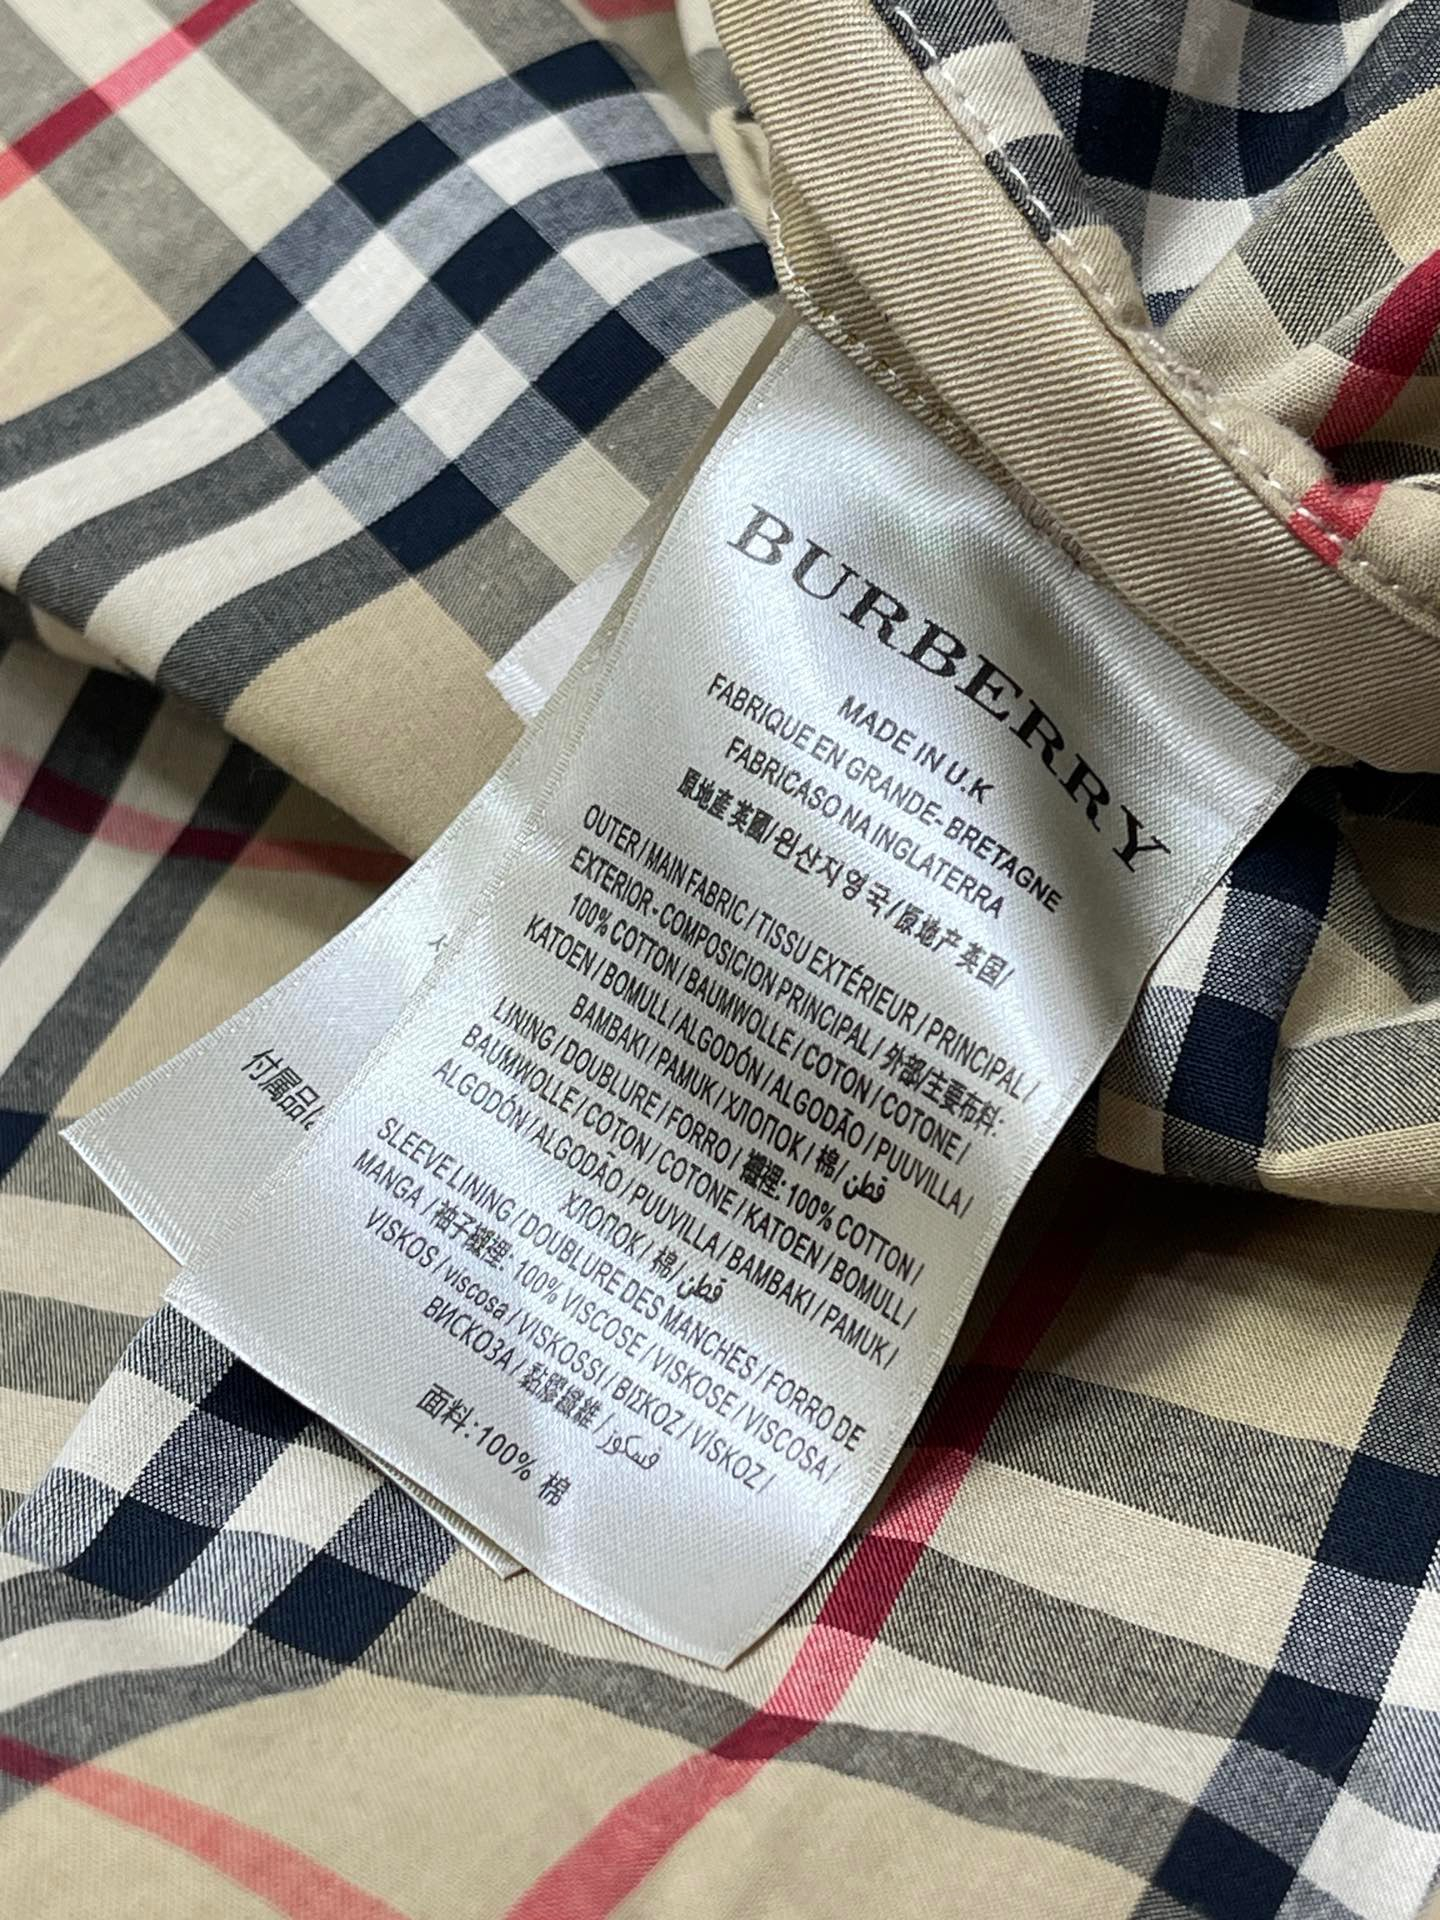 BURBERRY
MADE IN U.K
FABRIQUE EN GRANDE-BRETAGNE
FABRICASO NA INGLATERRA
原地產 英國/원산지 영국/原地产 英国/
OUTER/MAIN FABRIC/TISSU EXTÉRIEUR/PRINCIPAL/
EXTERIOR-COMPOSICION PRINCIPAL/外部/主要布料:
100% COTTON/BAUMWOLLE/COTON/COTONE/
KATOEN/BOMULL/ALGODÓN/ALGODÃO/PUUVILLA/
BAMBAKI/PAMUK/ХЛОПОК/棉/قطن
LINING/DOUBLURE/FORRO/襯裡:100% COTTON/
BAUMWOLLE/COTON/COTONE/KATOEN/BOMULL/
ALGODÓN/ALGODÃO/PUUVILLA/BAMBAKI/PAMUK/
ХЛОПОК/棉/قطن
SLEEVE LINING/DOUBLURE DES MANCHES/FORRO DE
MANGA/袖子襯裡: 100% VISCOSE/VISKOSE/VISCOSA/
VISKOS/viscosa/VISKOSSI/ΒΙΣΚΟΖ/VİSKOZ/
ВИСКОЗА/黏膠纖維/فسكوز
面料:100% 棉
付属品/